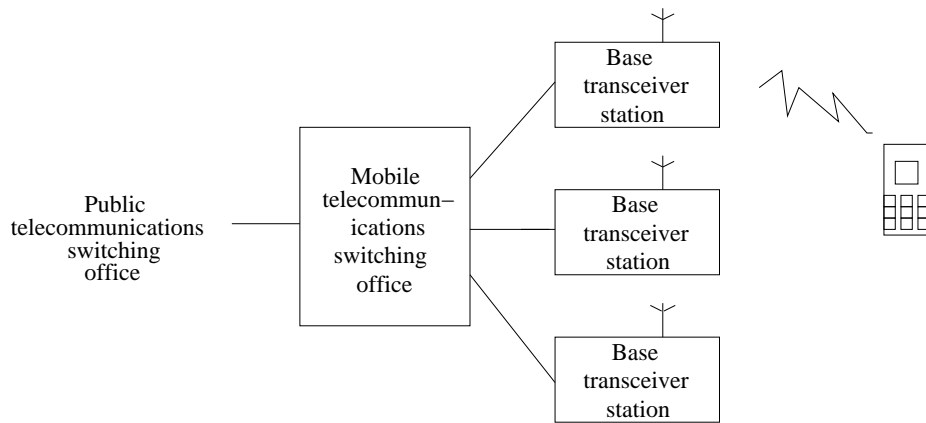 Public
telecommunications
switching
office
Mobile
telecommun–
ications
switching
office
Base
transceiver
station
Base
transceiver
station
Base
transceiver
station